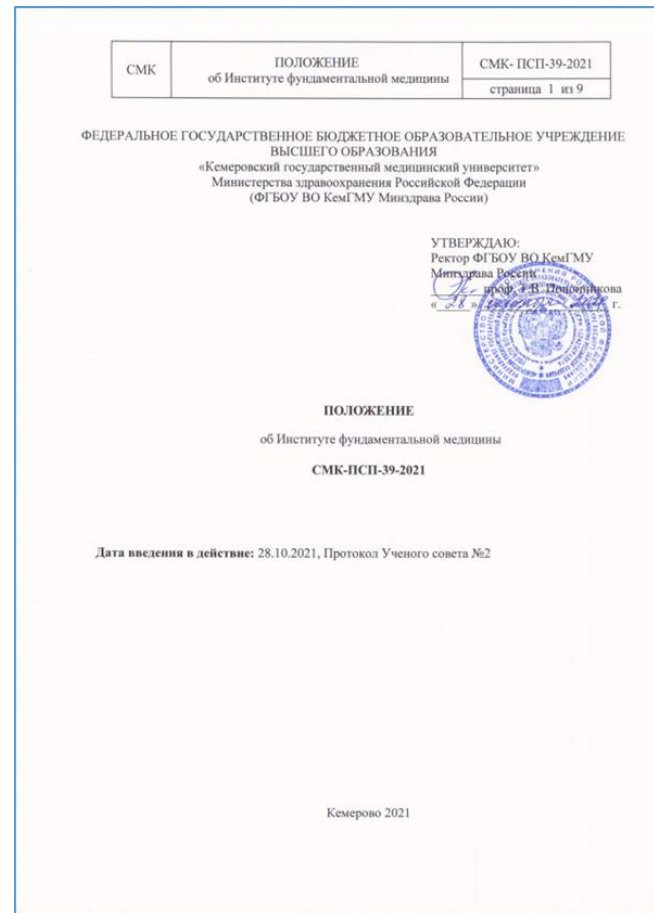 СМК
ПОЛОЖЕНИЕ
об Институте фундаментальной медицины
СМК- ПСП-39-2021
страница 1 из 9
ФЕДЕРАЛЬНОЕ ГОСУДАРСТВЕННОЕ БЮДЖЕТНОЕ ОБРАЗОВАТЕЛЬНОЕ УЧРЕЖДЕНИЕ
ВЫСШЕГО ОБРАЗОВАНИЯ
«Кемеровский государственный медицинский университет»
Министерства здравоохранения Российской Федерации
(ФГБОУ ВО КемГМУ Минздрава России)
УТВЕРЖДАЮ:
Ректор ФГБОУ ВО КемГМУ
Минздрава России
проф. Т.В. Попонникова
«28» г.
ПОЛОЖЕНИЕ
об Институте фундаментальной медицины
СМК-ПСП-39-2021
Дата введения в действие: 28.10.2021, Протокол Ученого совета №2
Кемерово 2021